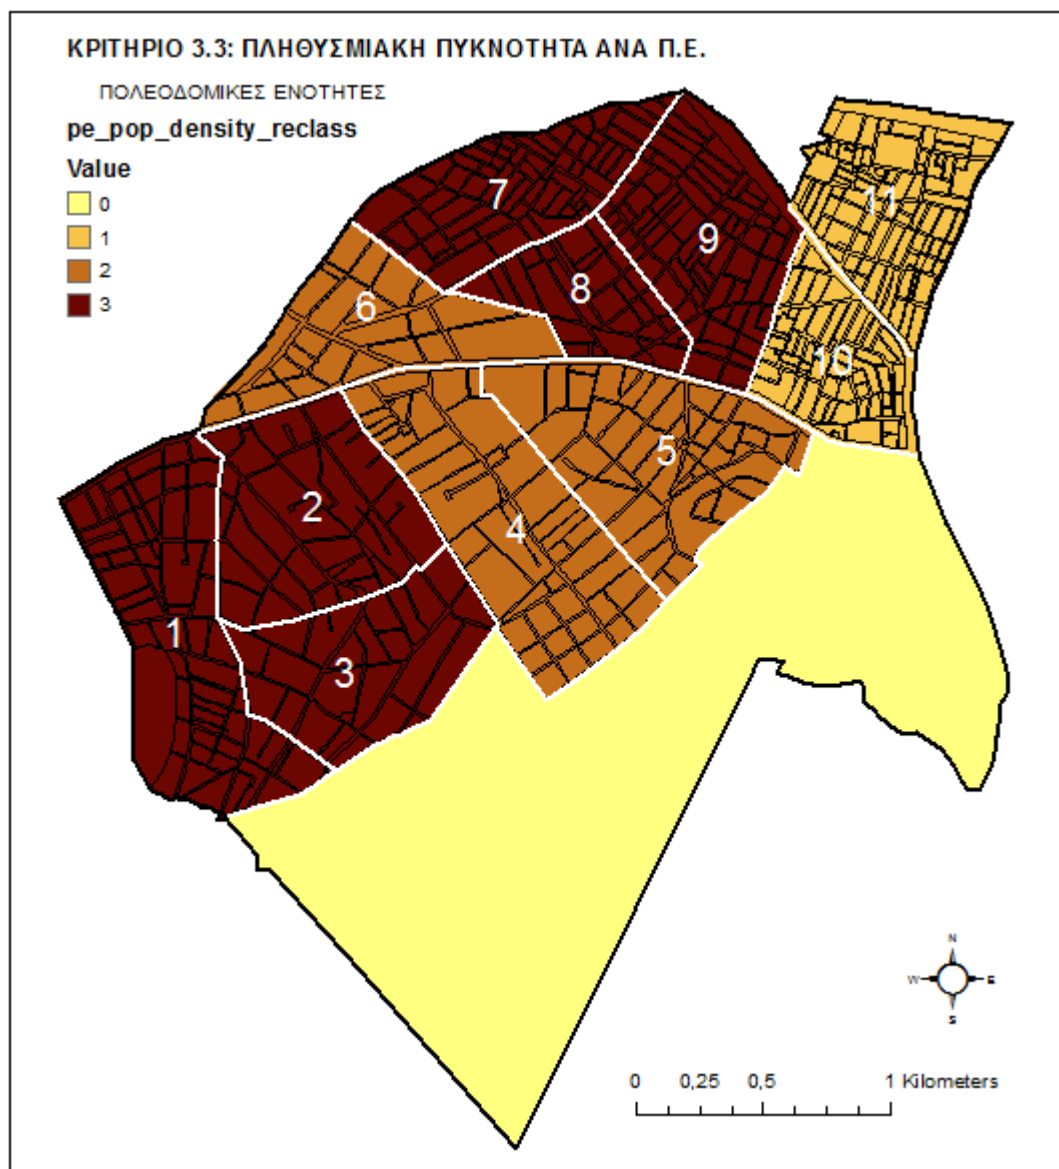 ΚΡΙΤΗΡΙΟ 3.3: ΠΛΗΘΥΣΜΙΑΚΗ ΠΥΚΝΟΤΗΤΑ ΑΝΑ Π.Ε.
ΠΟΛΕΟΔΟΜΙΚΕΣ ΕΝΟΤΗΤΕΣ
pe_pop_density_reclass
Value
0
1
2
3
7
11
9
8
6
10
5
2
4
1
3
N
W E
S
0 0,25 0,5 1 Kilometers